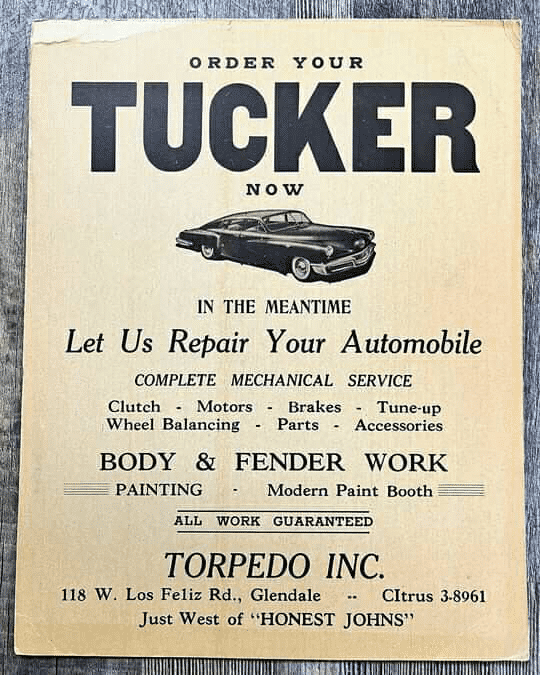 ORDER YOUR
TUCKER
NOW
IN THE MEANTIME
Let Us Repair Your Automobile
COMPLETE MECHANICAL SERVICE
Clutch - Motors - Brakes - Tune-up
Wheel Balancing - Parts - Accessories
BODY & FENDER WORK
PAINTING - Modern Paint Booth
ALL WORK GUARANTEED
TORPEDO INC.
118 W. Los Feliz Rd., Glendale -- CItrus 3-8961
Just West of "HONEST JOHNS"